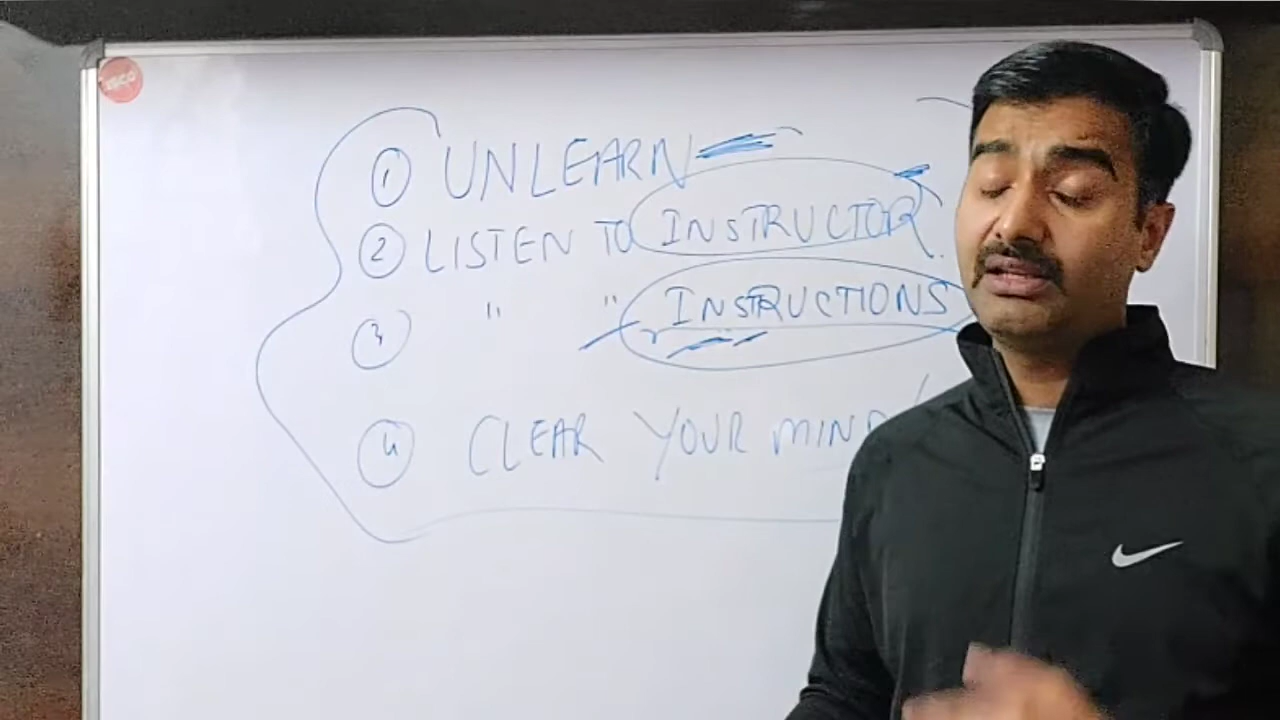 ① UNLEARN
② LISTEN TO INSTRUCTOR
③ " " INSTRUCTIONS
④ CLEAR YOUR MIND